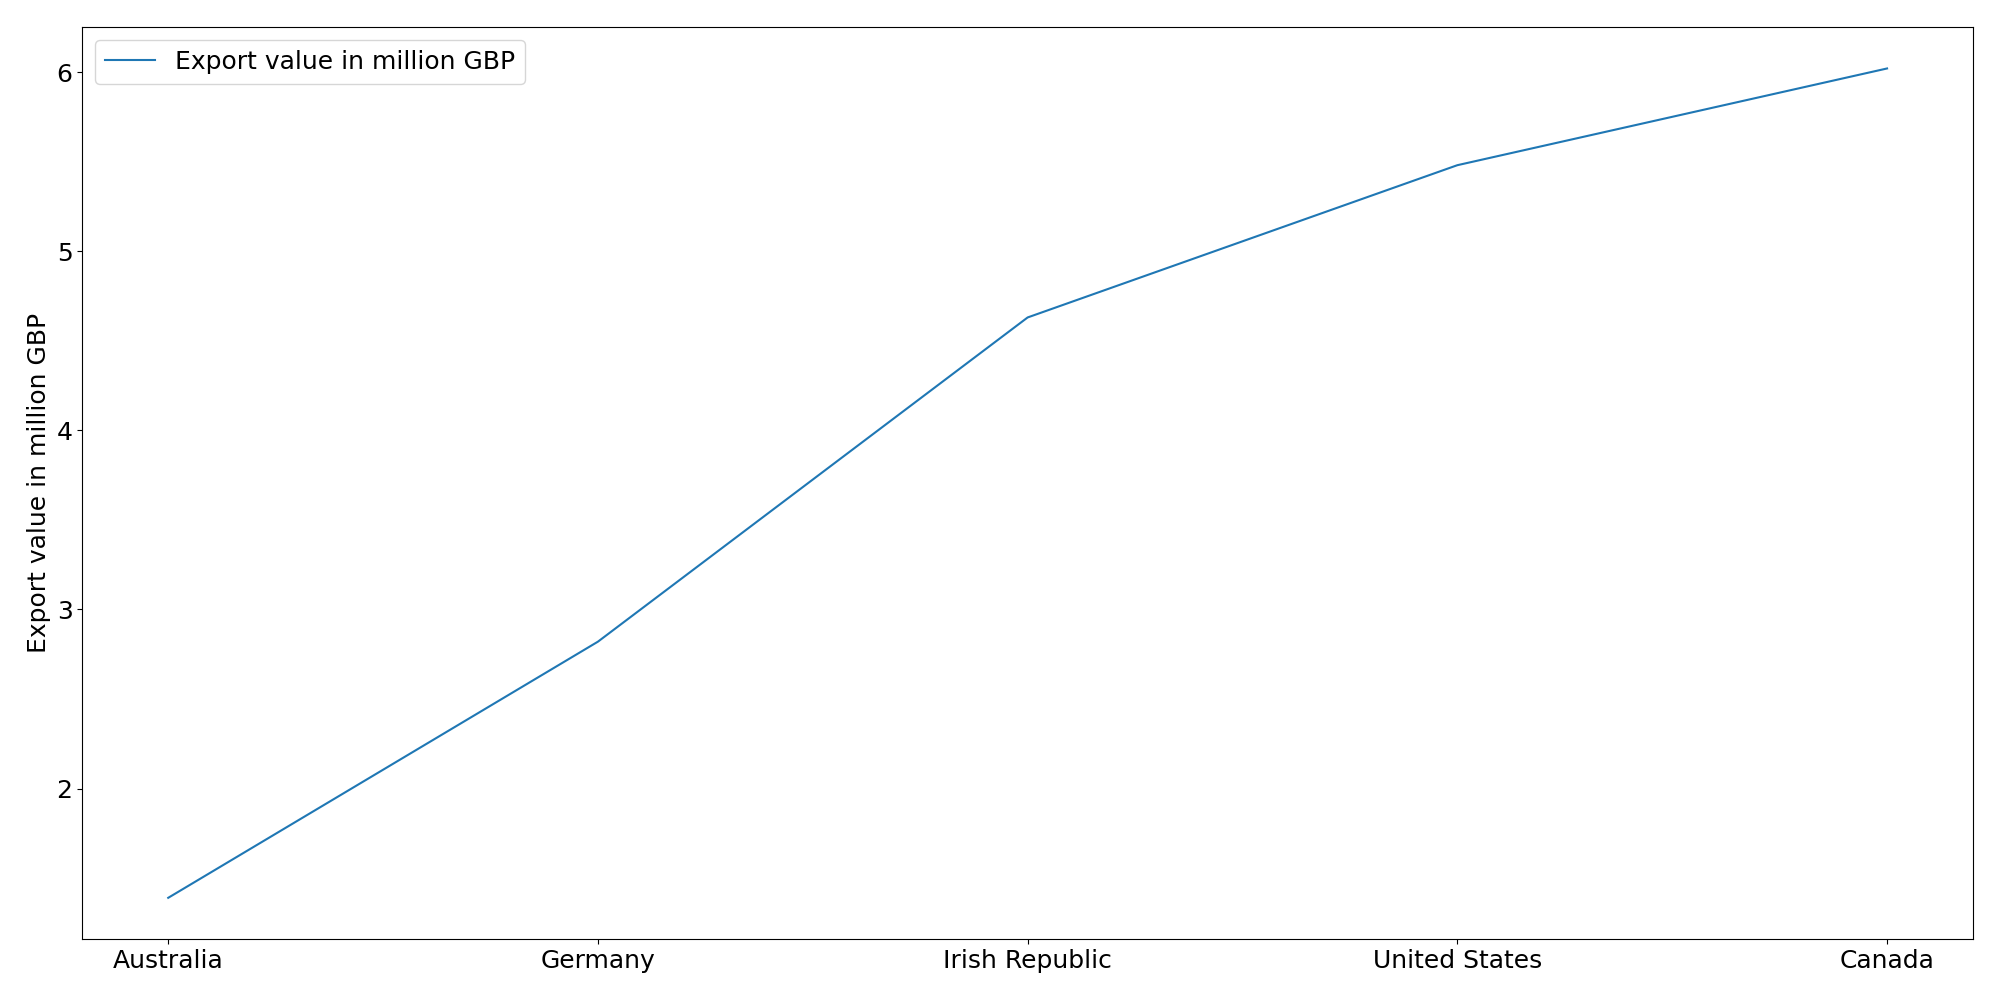 Export value in million GBP
Export value in million GBP
6
5
4
3
2
Australia Germany Irish Republic United States Canada